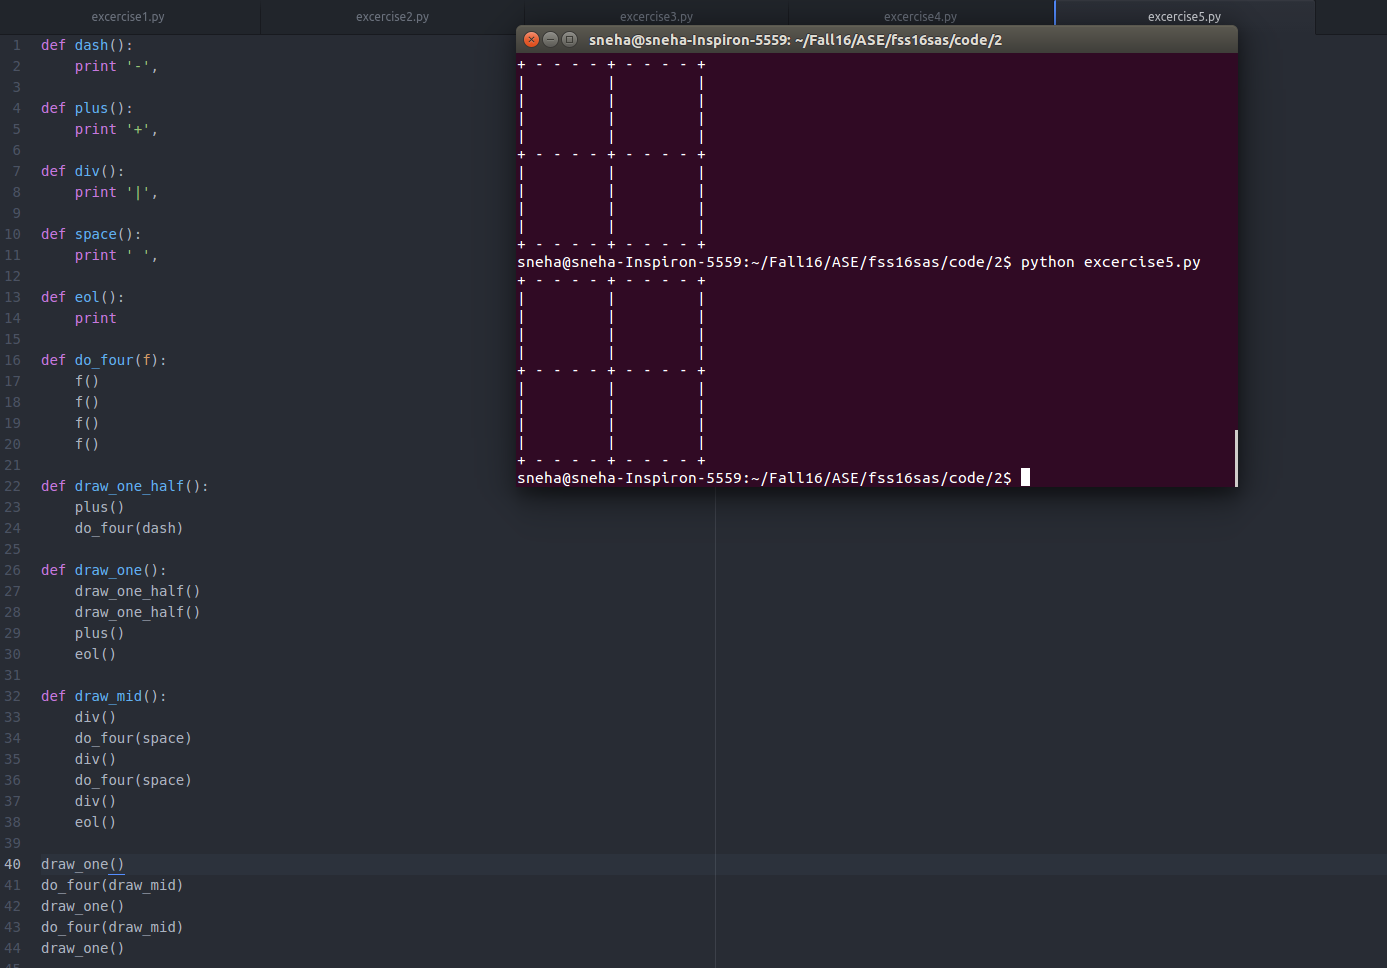 excercise1.py excercise2.py excercise3.py excercise4.py excercise5.py
1 def dash():
2     print '-',
3
4 def plus():
5     print '+',
6
7 def div():
8     print '|',
9
10 def space():
11     print ' ',
12
13 def eol():
14     print
15
16 def do_four(f):
17     f()
18     f()
19     f()
20     f()
21
22 def draw_one_half():
23     plus()
24     do_four(dash)
25
26 def draw_one():
27     draw_one_half()
28     draw_one_half()
29     plus()
30     eol()
31
32 def draw_mid():
33     div()
34     do_four(space)
35     div()
36     do_four(space)
37     div()
38     eol()
39
40 draw_one()
41 do_four(draw_mid)
42 draw_one()
43 do_four(draw_mid)
44 draw_one()
45
sneha@sneha-Inspiron-5559: ~/Fall16/ASE/fss16sas/code/2
+ - - - - + - - - - +
|         |         |
|         |         |
|         |         |
|         |         |
+ - - - - + - - - - +
|         |         |
|         |         |
|         |         |
|         |         |
+ - - - - + - - - - +
sneha@sneha-Inspiron-5559:~/Fall16/ASE/fss16sas/code/2$ python excercise5.py
+ - - - - + - - - - +
|         |         |
|         |         |
|         |         |
|         |         |
+ - - - - + - - - - +
|         |         |
|         |         |
|         |         |
|         |         |
+ - - - - + - - - - +
sneha@sneha-Inspiron-5559:~/Fall16/ASE/fss16sas/code/2$